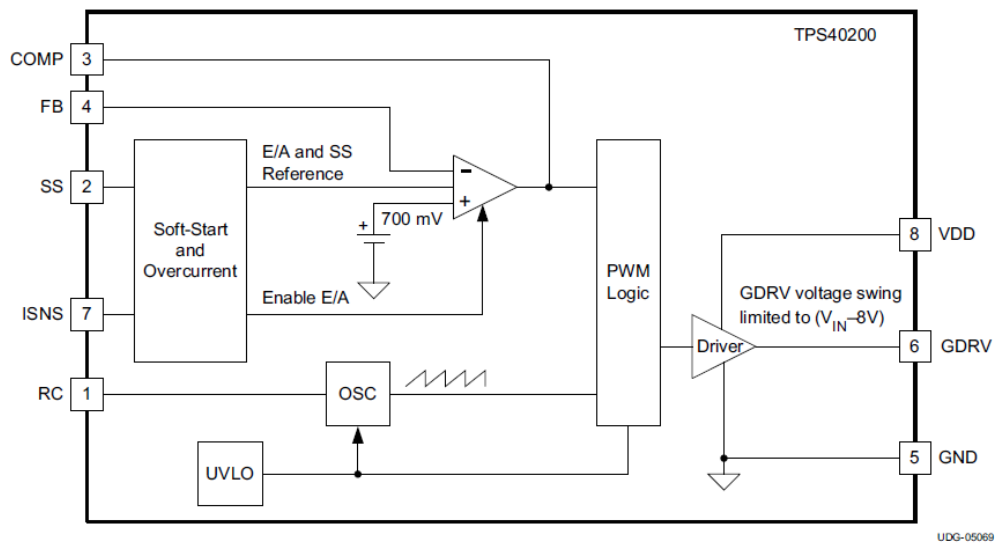 TPS40200
COMP 3
FB 4
E/A and SS
Reference
SS 2
-
+
+ 700 mV
Soft-Start
and
Overcurrent
8 VDD
PWM
Logic
Enable E/A
ISNS 7
GDRV voltage swing
limited to (VIN–8V)
Driver
6 GDRV
RC 1
OSC
UVLO
5 GND
UDG-05069